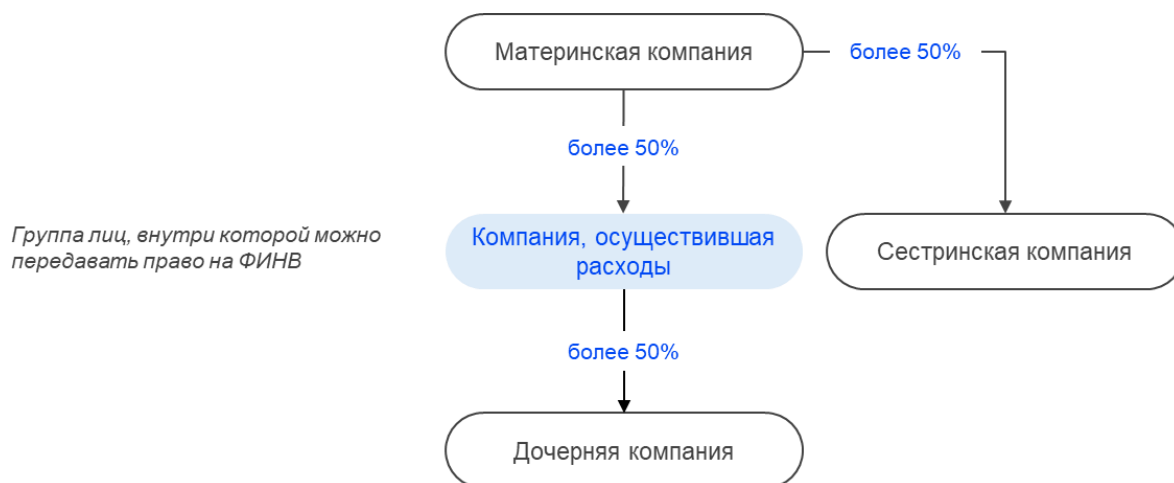 Материнская компания
более 50%
более 50%
Группа лиц, внутри которой можно
передавать право на ФИНВ
Компания, осуществившая
расходы
Сестринская компания
более 50%
Дочерняя компания